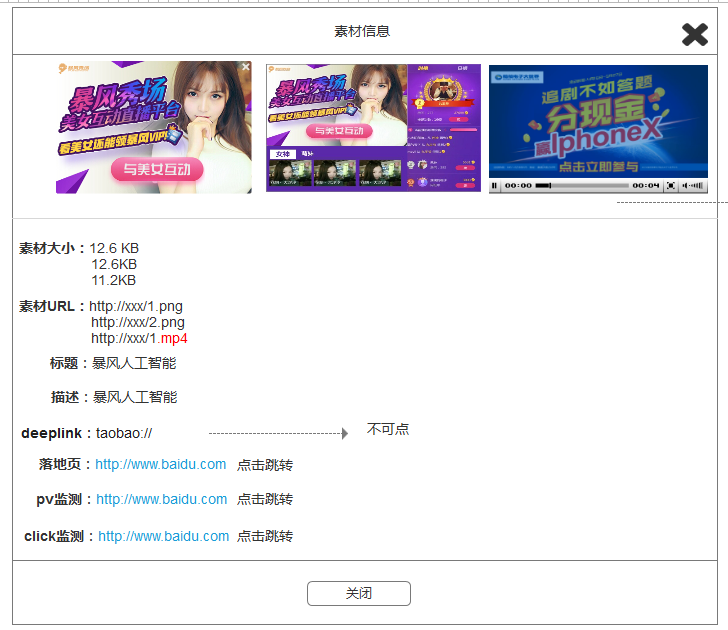 素材信息
暴风秀场
美女互动直播平台
看美女还能领暴风VIP
与美女互动
暴风秀场
美女互动直播平台
看美女还能领暴风VIP
与美女互动
女神
追剧不如答题
分现金
赢IphoneX
点击立即参与
00:00
00:04
素材大小：12.6 KB
12.6KB
11.2KB
素材URL：http://xxx/1.png
http://xxx/2.png
http://xxx/1.mp4
标题：暴风人工智能
描述：暴风人工智能
deeplink：taobao://
不可点
落地页：http://www.baidu.com 点击跳转
pv监测：http://www.baidu.com 点击跳转
click监测：http://www.baidu.com 点击跳转
关闭